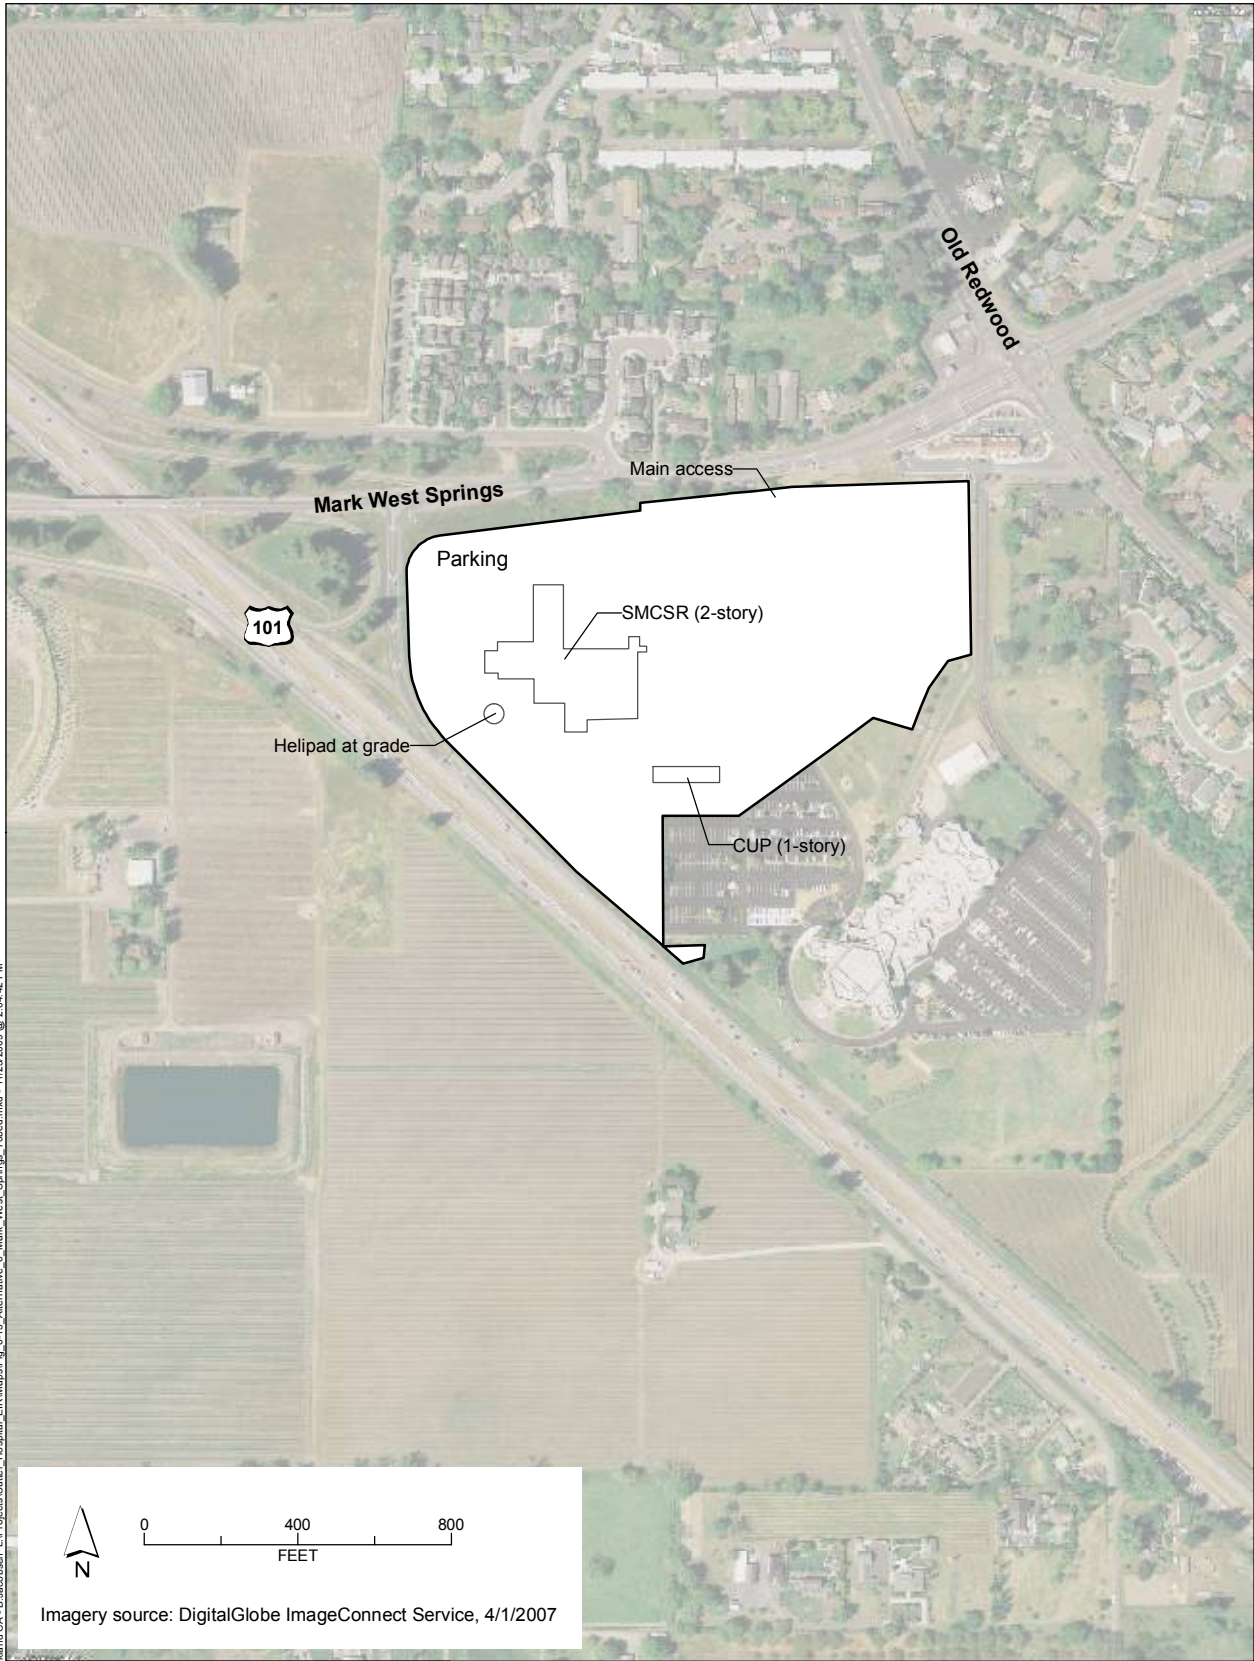 Old Redwood
Main access
Mark West Springs
Parking
SMCSR (2-story)
101
Helipad at grade
CUP (1-story)
0 400 800
FEET
N
Imagery source: DigitalGlobe ImageConnect Service, 4/1/2007